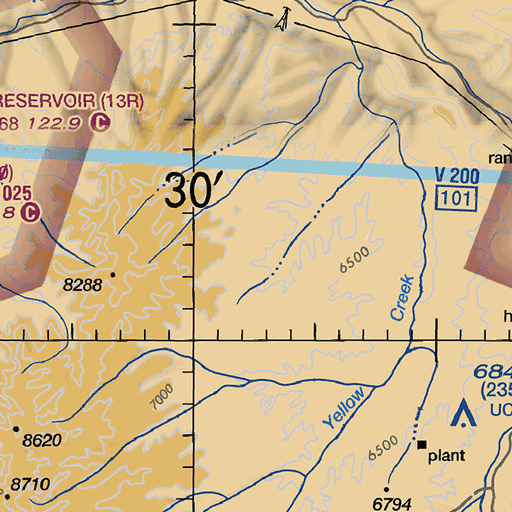 RESERVOIR (13R)
68 122.9 C
025
8 C
30′
V 200
101
ran
6500
8288
Creek
7000
Yellow
684
(235
UC
8620
6500
plant
8710
6794